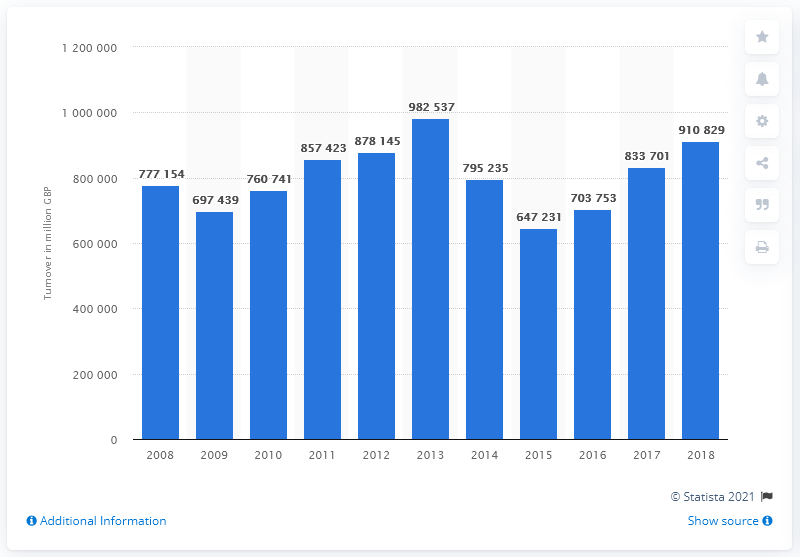 1 200 000
1 000 000
800 000
600 000
400 000
200 000
0
Turnover in million GBP
777 154
697 439
760 741
857 423
878 145
982 537
795 235
647 231
703 753
833 701
910 829
2008 2009 2010 2011 2012 2013 2014 2015 2016 2017 2018
© Statista 2021
Additional Information
Show source